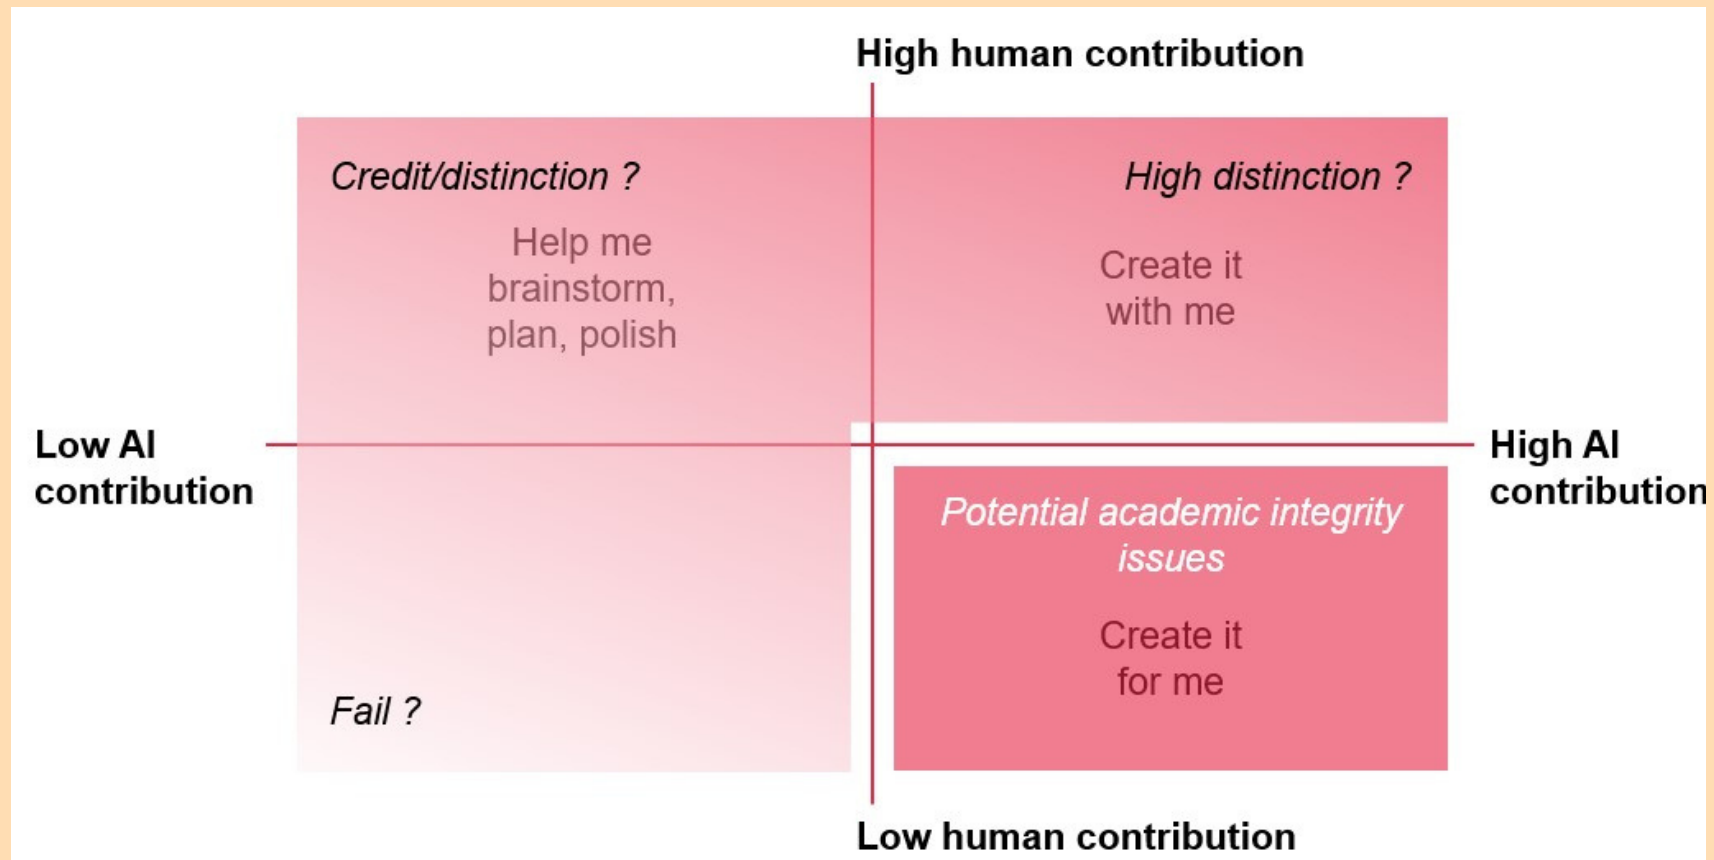 High human contribution
Credit/distinction ?
High distinction ?
Help me
brainstorm,
plan, polish
Create it
with me
Low AI
contribution
High AI
contribution
Potential academic integrity
issues
Create it
for me
Fail ?
Low human contribution